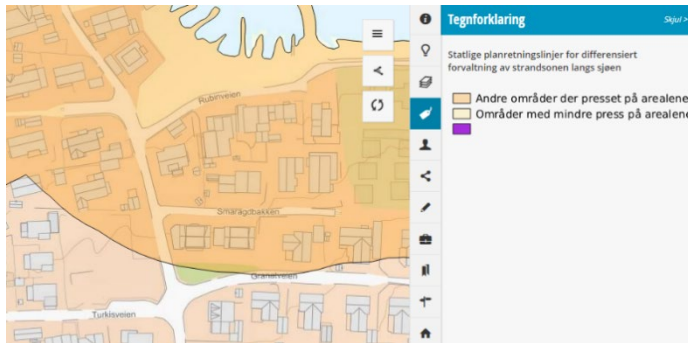 Tegnforklaring
Skjul >
Statlige planretningslinjer for differensiert
forvaltning av strandsonen langs sjøen
Andre områder der presset på arealene
Områder med mindre press på arealene
Rubinveien
Smaragdbakken
Granatveien
Turkisveien